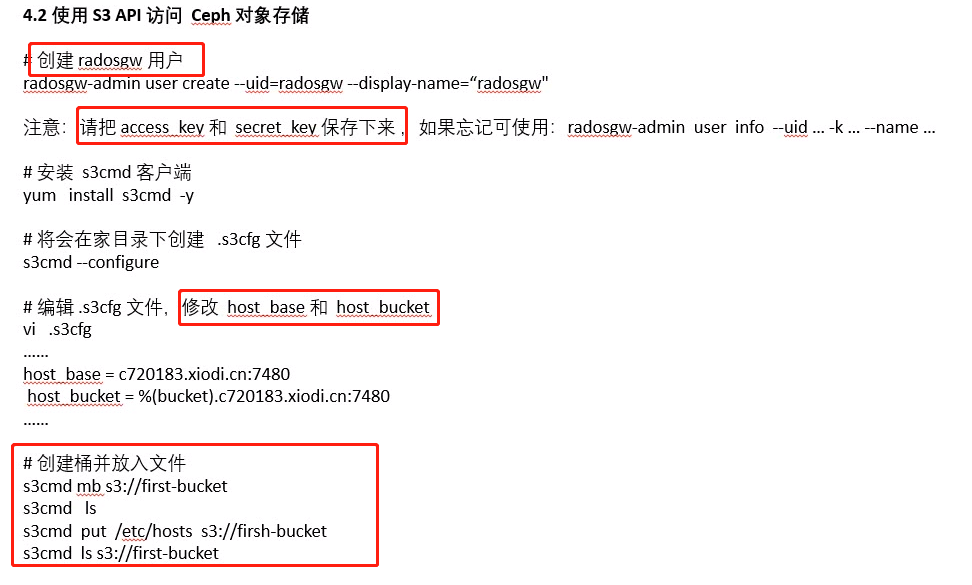 4.2 使用 S3 API 访问 Ceph 对象存储
# 创建 radosgw 用户
radosgw-admin user create --uid=radosgw --display-name=“radosgw"
注意：请把 access_key 和 secret_key 保存下来，如果忘记可使用：radosgw-admin user info --uid ... -k ... --name ...
# 安装 s3cmd 客户端
yum install s3cmd -y
# 将会在家目录下创建 .s3cfg 文件
s3cmd --configure
# 编辑 .s3cfg 文件，修改 host_base 和 host_bucket
vi .s3cfg
……
host_base = c720183.xiodi.cn:7480
host_bucket = %(bucket).c720183.xiodi.cn:7480
……
# 创建桶并放入文件
s3cmd mb s3://first-bucket
s3cmd ls
s3cmd put /etc/hosts s3://firsh-bucket
s3cmd ls s3://first-bucket